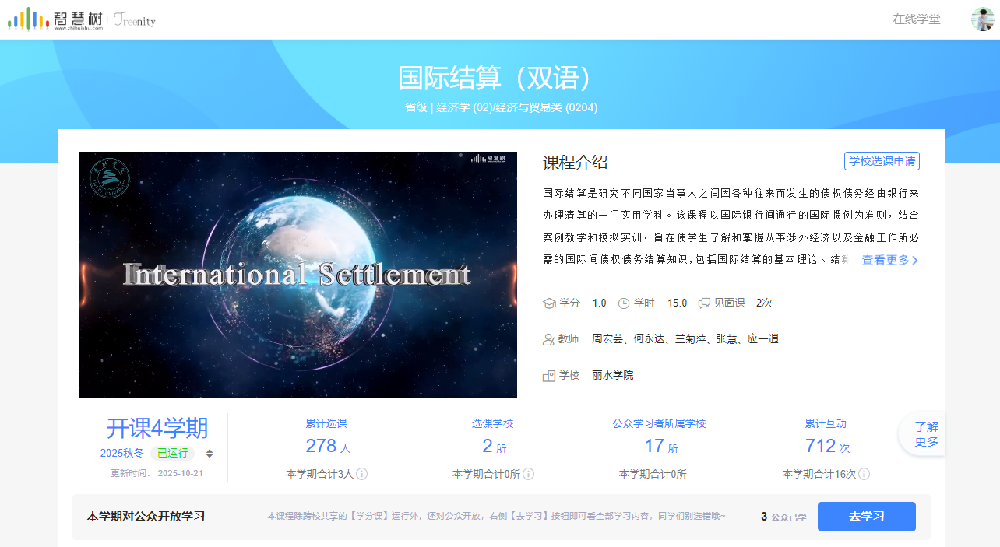 智慧树
www.zhihuishu.com
Treenity
在线学堂
国际结算（双语）
省级 | 经济学 (02)/经济与贸易类 (0204)
智慧树
International Settlement
课程介绍
学校选课申请
国际结算是研究不同国家当事人之间因各种往来而发生的债权债务经由银行来
办理清算的一门实用学科。该课程以国际银行间通行的国际惯例为准则，结合
案例教学和模拟实训，旨在使学生了解和掌握从事涉外经济以及金融工作所必
需的国际间债权债务结算知识,包括国际结算的基本理论、结算
查看更多
学分 1.0 学时 15.0 见面课 2次
教师 周宏芸、何永达、兰菊萍、张慧、应一逍
学校 丽水学院
开课4学期
2025秋冬 已运行
更新时间： 2025-10-21
累计选课
278 人
本学期合计3人
选课学校
2 所
本学期合计0所
公众学习者所属学校
17 所
本学期合计0所
累计互动
712 次
本学期合计16次
了解
更多
本学期对公众开放学习
本课程除跨校共享的【学分课】运行外，还对公众开放，右侧【去学习】按钮即可看全部学习内容，同学们别选错哦~
3 公众已学
去学习